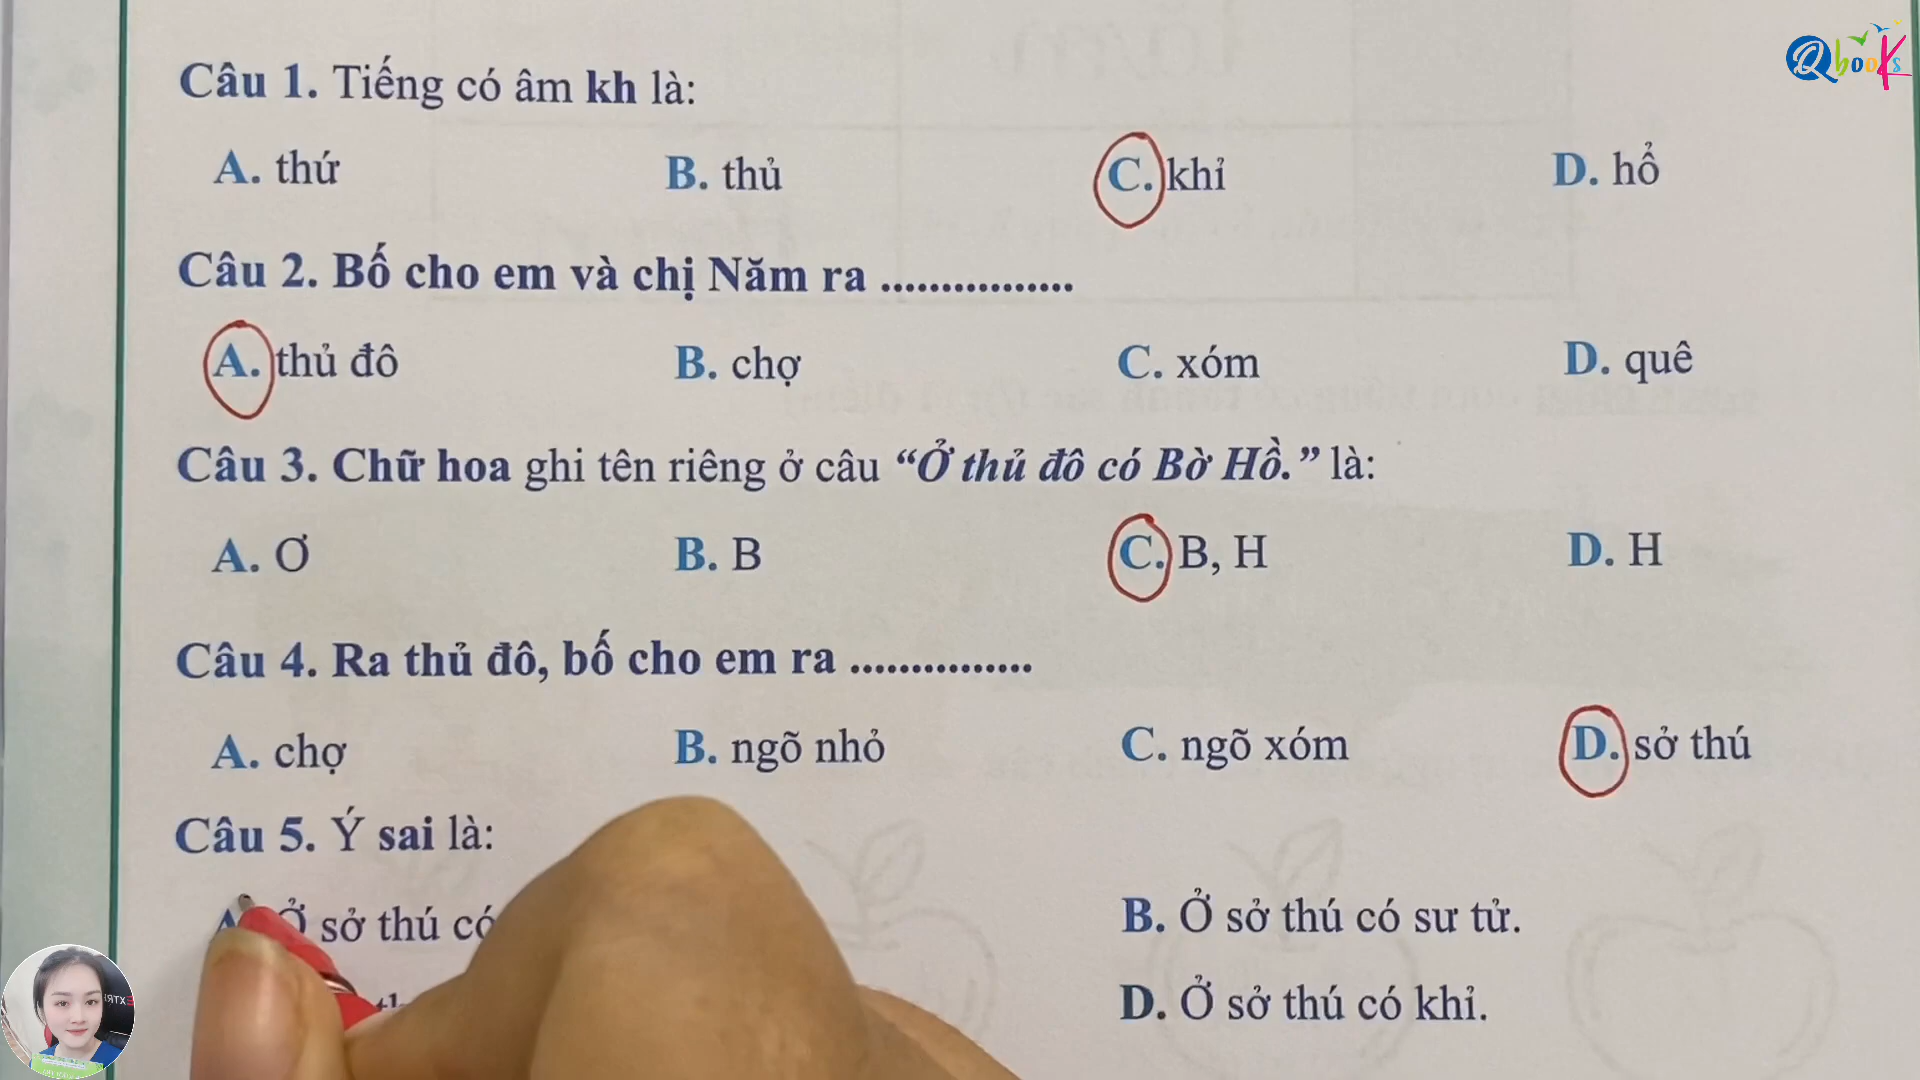 Qbooks
Câu 1. Tiếng có âm kh là:
A. thứ B. thủ C. khỉ D. hổ
Câu 2. Bố cho em và chị Năm ra ................
A. thủ đô B. chợ C. xóm D. quê
Câu 3. Chữ hoa ghi tên riêng ở câu “Ở thủ đô có Bờ Hồ.” là:
A. Ơ B. B C. B, H D. H
Câu 4. Ra thủ đô, bố cho em ra ...............
A. chợ B. ngõ nhỏ C. ngõ xóm D. sở thú
Câu 5. Ý sai là:
A. Ở sở thú có B. Ở sở thú có sư tử.
D. Ở sở thú có khỉ.